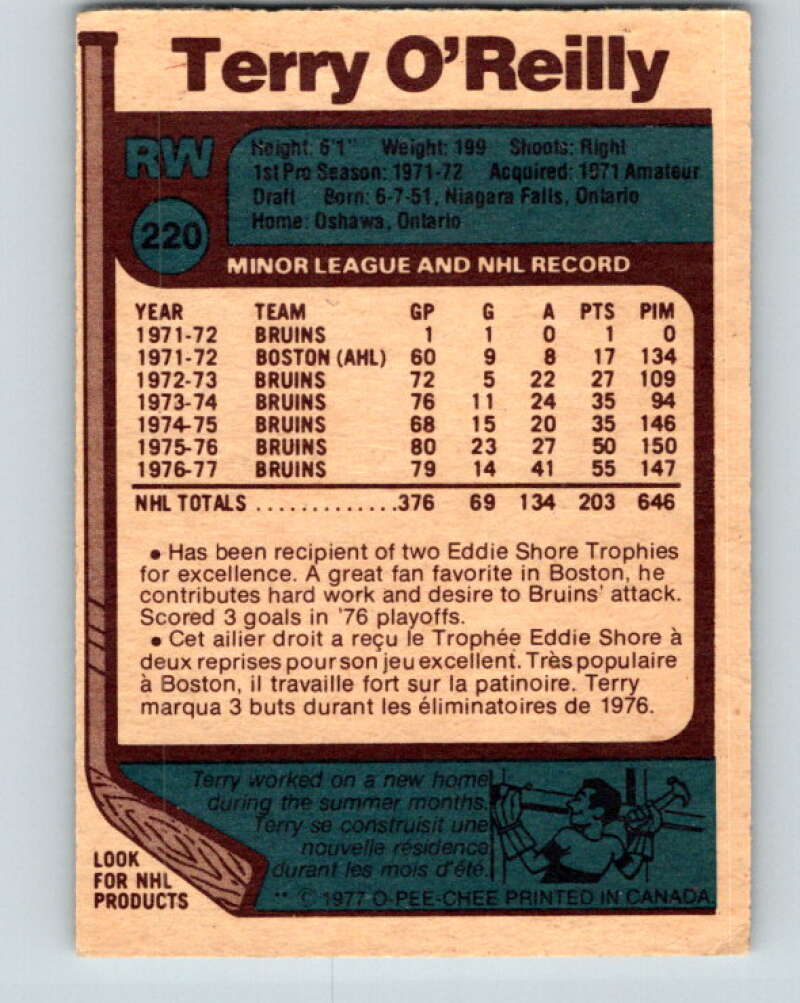 Terry O'Reilly
RW
220
Height: 6'1" Weight: 199 Shoots: Right
1st Pro Season: 1971-72 Acquired: 1971 Amateur
Draft Born: 6-7-51, Niagara Falls, Ontario
Home: Oshawa, Ontario
MINOR LEAGUE AND NHL RECORD
YEAR TEAM GP G A PTS PIM
1971-72 BRUINS 1 1 0 1 0
1971-72 BOSTON (AHL) 60 9 8 17 134
1972-73 BRUINS 72 5 22 27 109
1973-74 BRUINS 76 11 24 35 94
1974-75 BRUINS 68 15 20 35 146
1975-76 BRUINS 80 23 27 50 150
1976-77 BRUINS 79 14 41 55 147
NHL TOTALS .............376 69 134 203 646
• Has been recipient of two Eddie Shore Trophies
for excellence. A great fan favorite in Boston, he
contributes hard work and desire to Bruins' attack.
Scored 3 goals in '76 playoffs.
• Cet ailier droit a reçu le Trophée Eddie Shore à
deux reprises pour son jeu excellent. Très populaire
à Boston, il travaille fort sur la patinoire. Terry
marqua 3 buts durant les éliminatoires de 1976.
Terry worked on a new home
during the summer months.
Terry se construisit une
nouvelle résidence
durant les mois d'été.
LOOK
FOR NHL
PRODUCTS
** © 1977 O-PEE-CHEE PRINTED IN CANADA